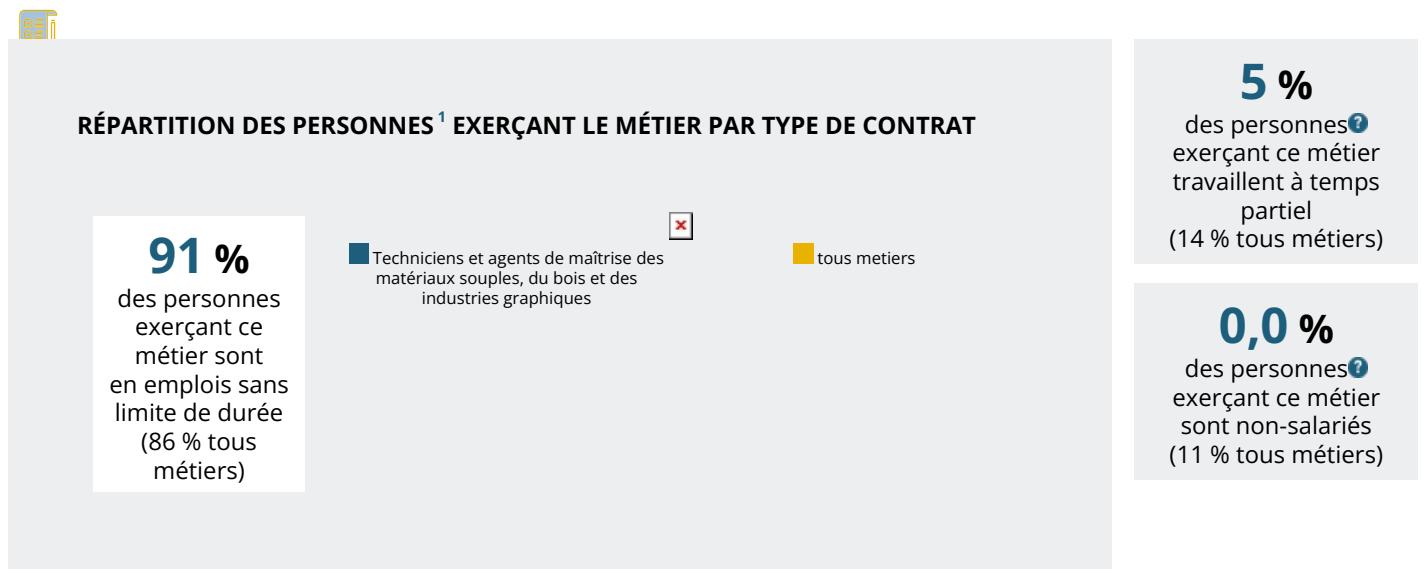 RÉPARTITION DES PERSONNES 1 EXERÇANT LE MÉTIER PAR TYPE DE CONTRAT
91 %
des personnes
exerçant ce
métier sont
en emplois sans
limite de durée
(86 % tous
métiers)
Techniciens et agents de maîtrise des
matériaux souples, du bois et des
industries graphiques
tous metiers
5 %
des personnes?
exerçant ce métier
travaillent à temps
partiel
(14 % tous métiers)
0,0 %
des personnes?
exerçant ce métier
sont non-salariés
(11 % tous métiers)